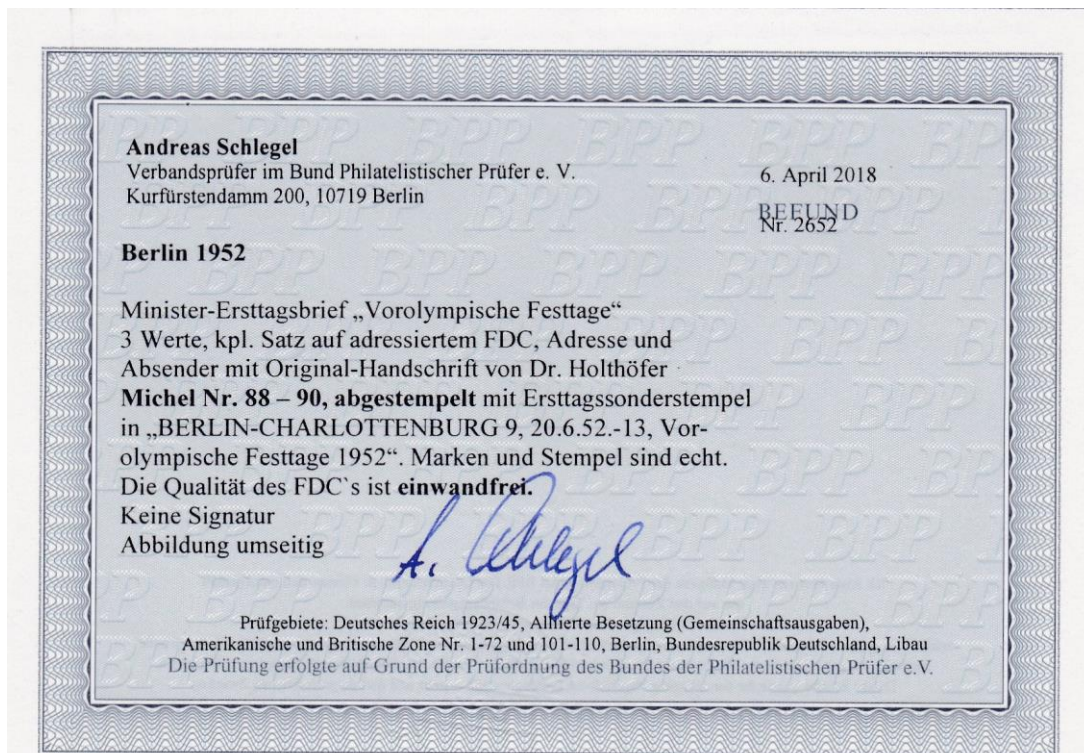 Andreas Schlegel
Verbandsprüfer im Bund Philatelistischer Prüfer e. V.
Kurfürstendamm 200, 10719 Berlin
6. April 2018
BEFUND
Nr. 2652
Berlin 1952
Minister-Ersttagsbrief „Vorolympische Festtage“
3 Werte, kpl. Satz auf adressiertem FDC, Adresse und
Absender mit Original-Handschrift von Dr. Holthöfer
Michel Nr. 88 – 90, abgestempelt mit Ersttagssonderstempel
in „BERLIN-CHARLOTTENBURG 9, 20.6.52.-13, Vor-
olympische Festtage 1952“. Marken und Stempel sind echt.
Die Qualität des FDC`s ist einwandfrei.
Keine Signatur
Abbildung umseitig
A. Schlegel
Prüfgebiete: Deutsches Reich 1923/45, Alliierte Besetzung (Gemeinschaftsausgaben),
Amerikanische und Britische Zone Nr. 1-72 und 101-110, Berlin, Bundesrepublik Deutschland, Libau
Die Prüfung erfolgte auf Grund der Prüfordnung des Bundes der Philatelistischen Prüfer e.V.